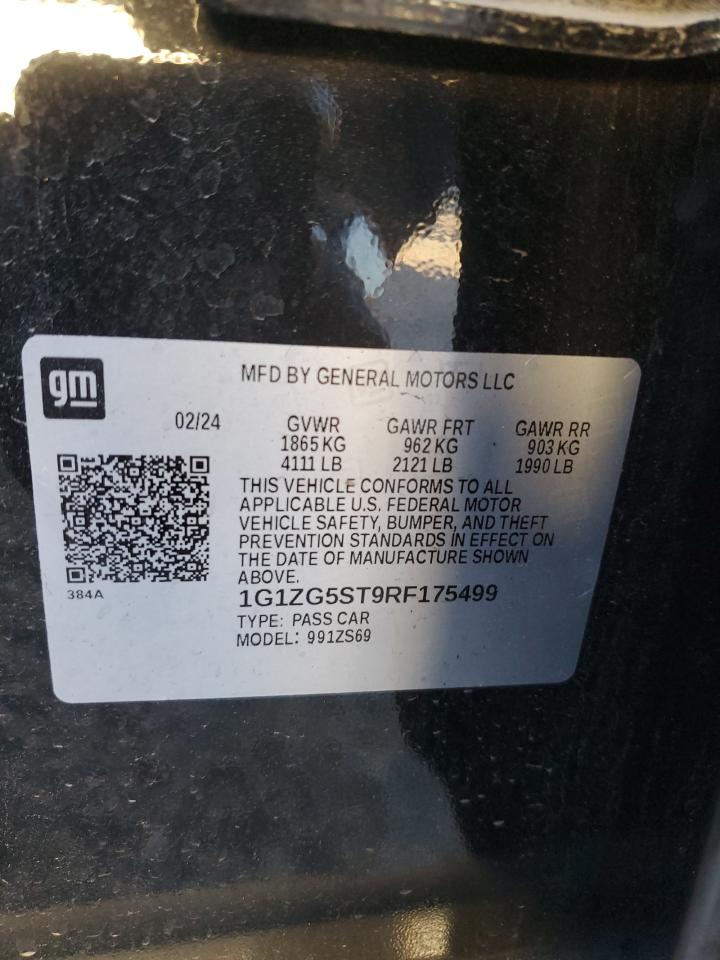 gm
MFD BY GENERAL MOTORS LLC
02/24 GVWR GAWR FRT GAWR RR
1865 KG 962 KG 903 KG
4111 LB 2121 LB 1990 LB
THIS VEHICLE CONFORMS TO ALL
APPLICABLE U.S. FEDERAL MOTOR
VEHICLE SAFETY, BUMPER, AND THEFT
PREVENTION STANDARDS IN EFFECT ON
THE DATE OF MANUFACTURE SHOWN
ABOVE.
384A
1G1ZG5ST9RF175499
TYPE: PASS CAR
MODEL: 991ZS69